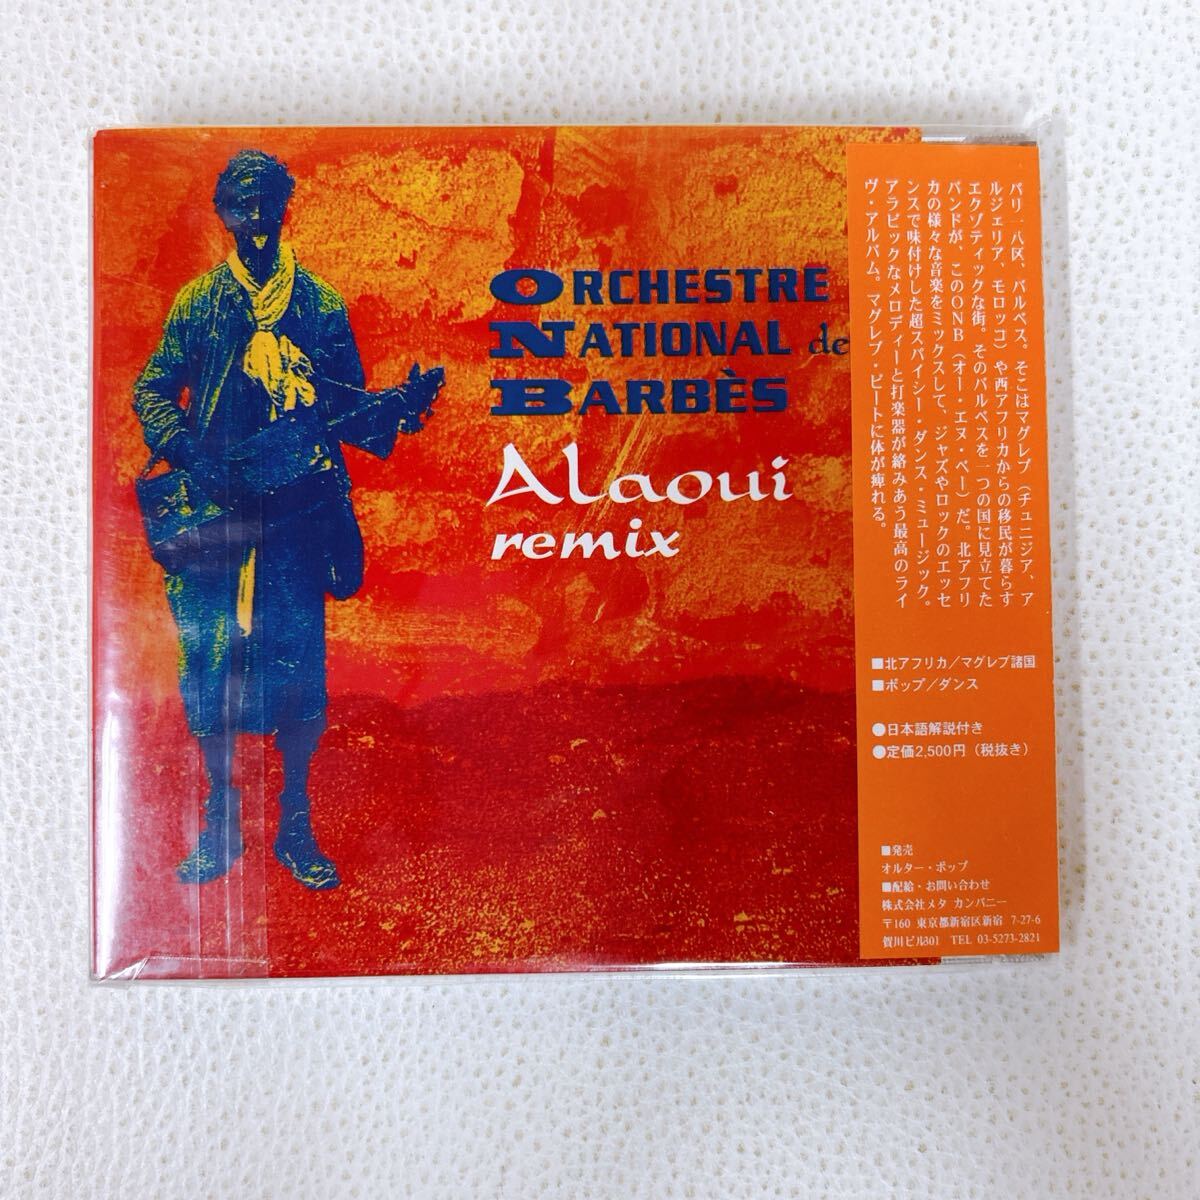 ORCHESTRE
NATIONAL de
BARBÈS
Alaoui
remix
パリ一八区、バルベス。そこはマグレブ（チュニジア、ア
ルジェリア、モロッコ）や西アフリカからの移民が暮らす
エクゾティックな街。そのバルベスを一つの国に見立てた
バンドが、このONB（オー・エヌ・ベー）だ。北アフリ
カの様々な音楽をミックスして、ジャズやロックのエッセ
ンスで味付けした超スパイシー・ダンス・ミュージック。
アラビックなメロディーと打楽器が絡みあう最高のライ
ヴ・アルバム。マグレブ・ビートに体が痺れる。
■北アフリカ／マグレブ諸国
■ポップ／ダンス
●日本語解説付き
●定価2,500円（税抜き）
■発売
オルター・ポップ
■配給・お問い合わせ
株式会社メタ カンパニー
〒160 東京都新宿区新宿 7-27-6
賀川ビル301 TEL 03-5273-2821